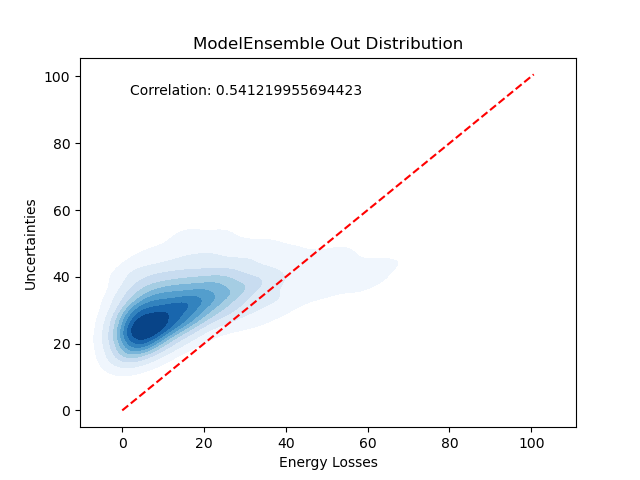 ModelEnsemble Out Distribution
Correlation: 0.541219955694423
Uncertainties
100
80
60
40
20
0
0 20 40 60 80 100
Energy Losses